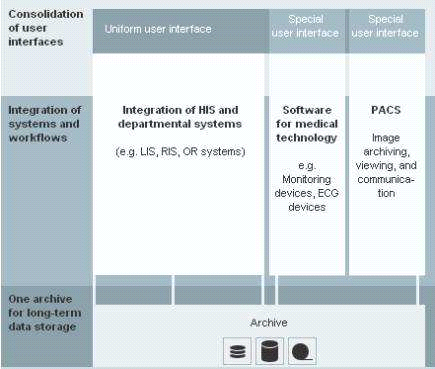 Consolidation
of user
interfaces
Uniform user interface
Special
user interface
Special
user interface
Integration of
systems and
workflows
Integration of HIS and
departmental systems
(e.g. LIS, RIS, OR systems)
Software
for medical
technology
e.g.
Monitoring
devices, ECG
devices
PACS
Image
archiving,
viewing, and
communica-
tion
One archive
for long-term
data storage
Archive